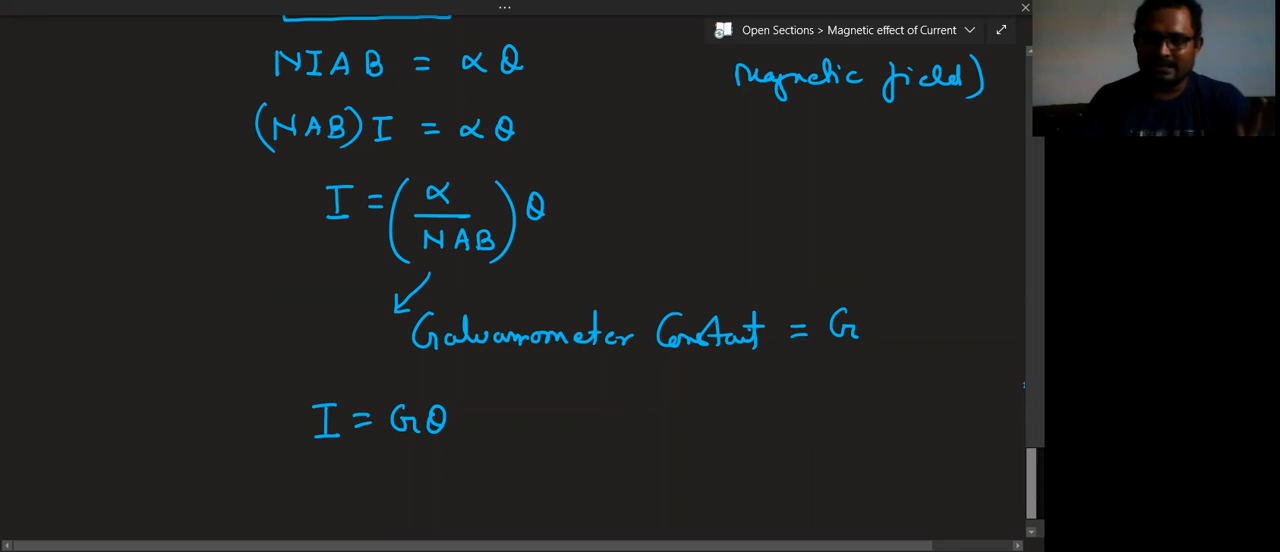 Open Sections > Magnetic effect of Current
NIAB = αθ
magnetic field)
(NAB) I = αθ
I = (α/NAB) θ
Galvanometer Constant = G
I = Gθ